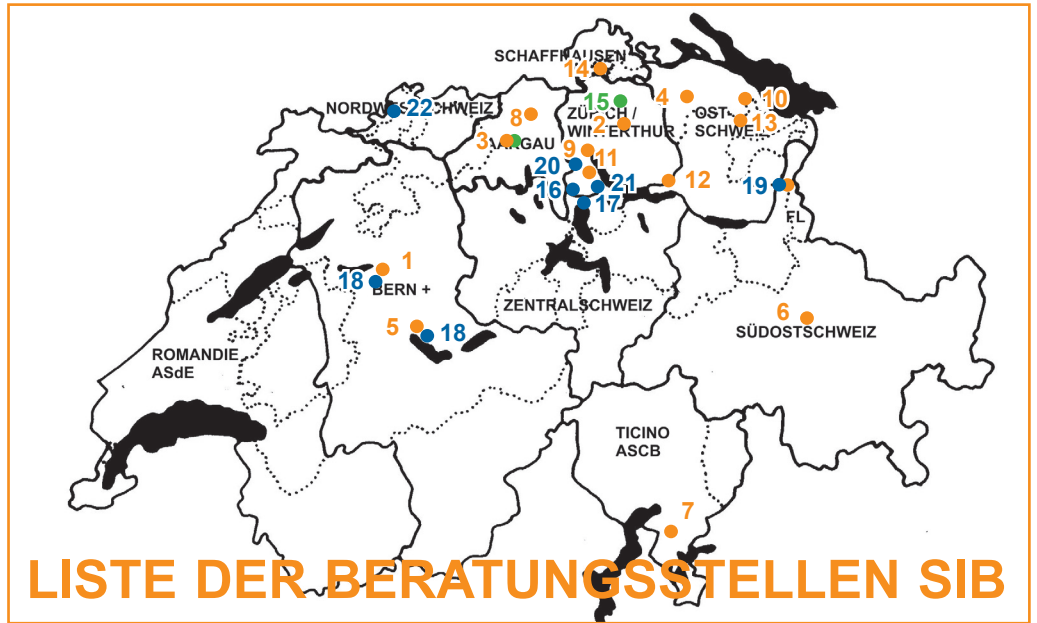 SCHAFFHAUSEN
14
NORDWESTSCHWEIZ
22
8
15
4
10
ZÜRICH /
WINTERTHUR
2
OST-
SCHWEIZ
13
3
AARGAU
9
11
20
16
21
17
12
19
FL
1
18
BERN +
5
18
ZENTRALSCHWEIZ
6
SÜDOSTSCHWEIZ
ROMANDIE
ASdE
TICINO
ASCB
7
LISTE DER BERATUNGSSTELLEN SIB